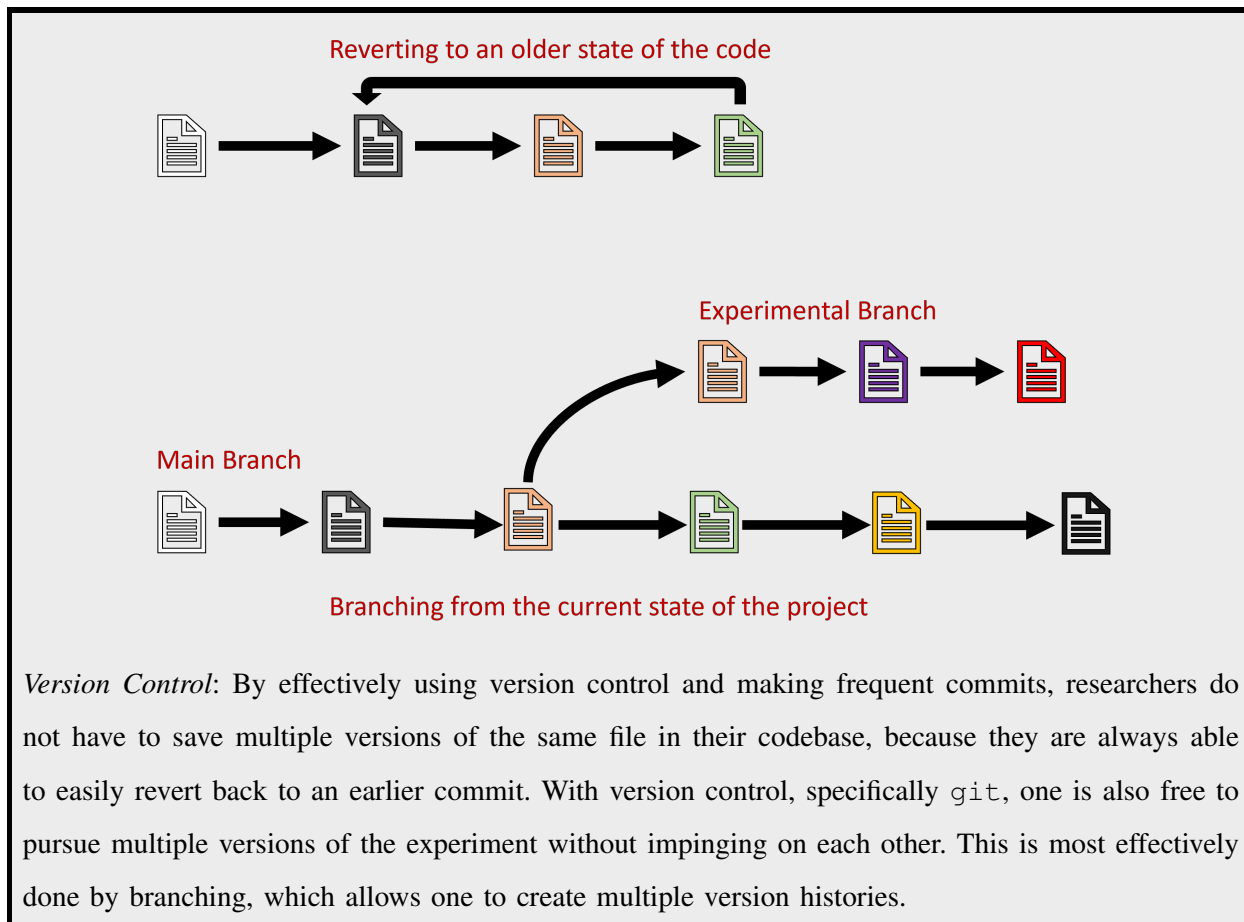 Reverting to an older state of the code
Experimental Branch
Main Branch
Branching from the current state of the project
Version Control: By effectively using version control and making frequent commits, researchers do
not have to save multiple versions of the same file in their codebase, because they are always able
to easily revert back to an earlier commit. With version control, specifically git, one is also free to
pursue multiple versions of the experiment without impinging on each other. This is most effectively
done by branching, which allows one to create multiple version histories.